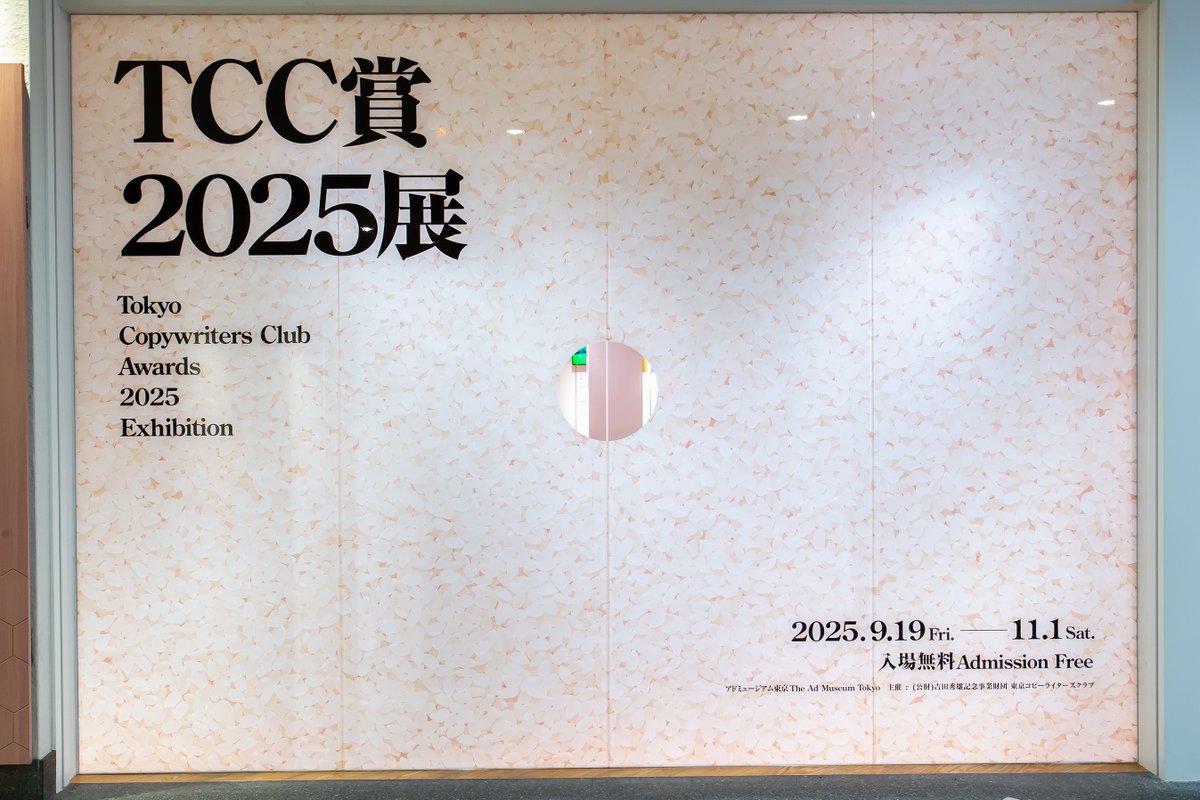 TCC賞
2025展
Tokyo
Copywriters Club
Awards
2025
Exhibition
2025.9.19 Fri. —— 11.1 Sat.
入場無料 Admission Free
アドミュージアム東京 The Ad Museum Tokyo 主催：(公財)吉田秀雄記念事業財団 東京コピーライターズクラブ